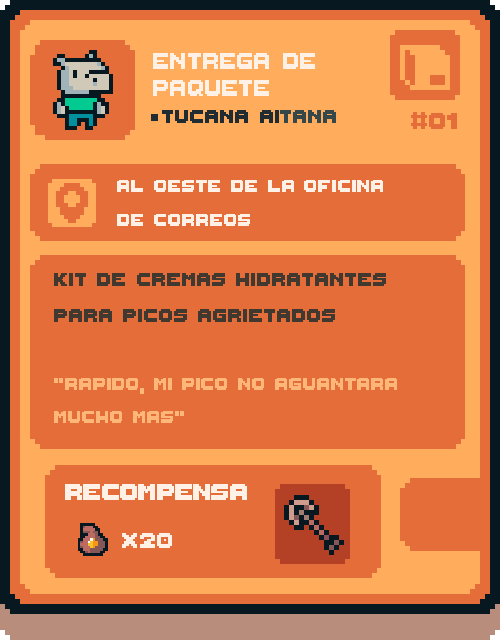 ENTREGA DE
PAQUETE
#01
•TUCANA AITANA
AL OESTE DE LA OFICINA
DE CORREOS
KIT DE CREMAS HIDRATANTES
PARA PICOS AGRIETADOS
"RAPIDO, MI PICO NO AGUANTARA
MUCHO MAS"
RECOMPENSA
X20